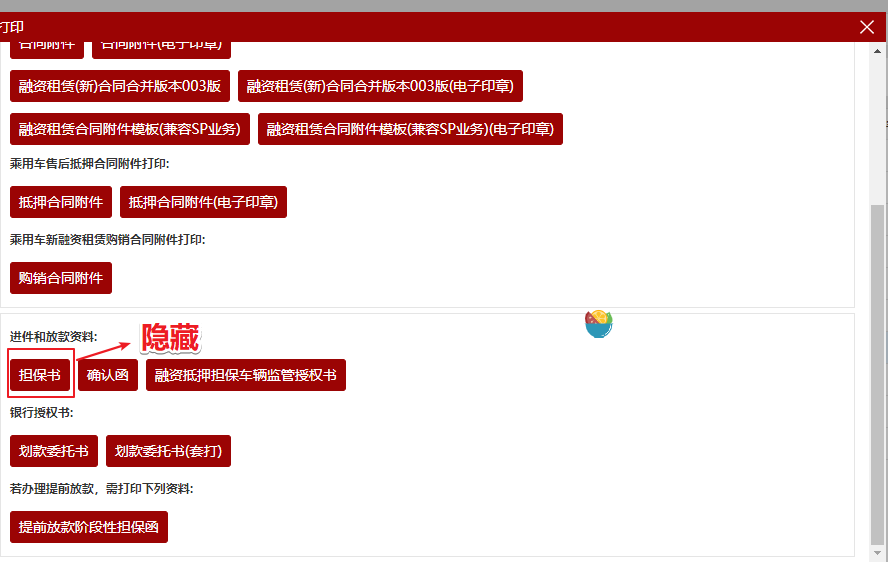 打印
合同附件 合同附件(电子印章)
融资租赁(新)合同合并版本003版 融资租赁(新)合同合并版本003版(电子印章)
融资租赁合同附件模板(兼容SP业务) 融资租赁合同附件模板(兼容SP业务)(电子印章)
乘用车售后抵押合同附件打印:
抵押合同附件 抵押合同附件(电子印章)
乘用车新融资租赁购销合同附件打印:
购销合同附件
进件和放款资料:
隐藏
担保书 确认函 融资抵押担保车辆监管授权书
银行授权书:
划款委托书 划款委托书(套打)
若办理提前放款，需打印下列资料:
提前放款阶段性担保函